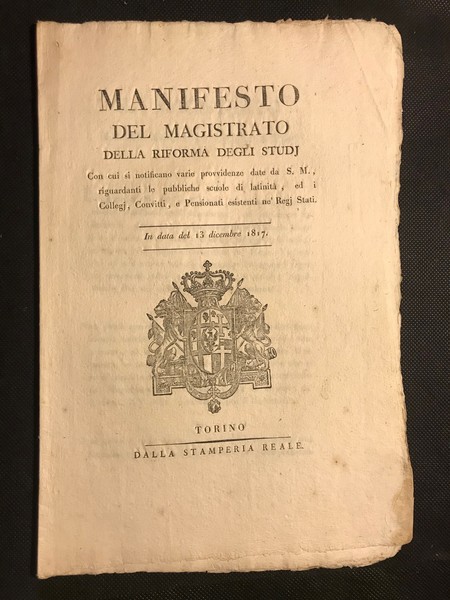 MANIFESTO
DEL MAGISTRATO
DELLA RIFORMA DEGLI STUDJ
Con cui si notificano varie provvidenze date da S. M.,
riguardanti le pubbliche scuole di latinità, ed i
Collegj, Convitti, e Pensionati esistenti ne' Regj Stati.
In data del 13 dicembre 1817.
TORINO
DALLA STAMPERIA REALE.